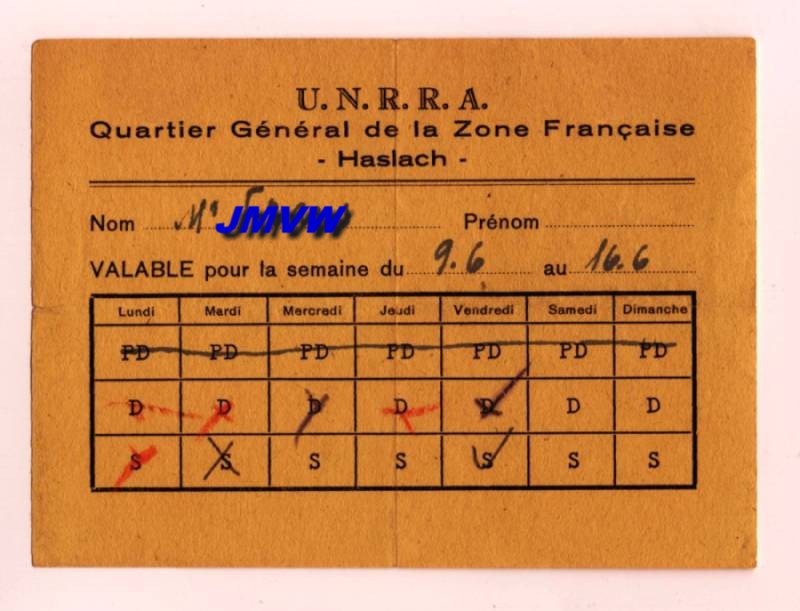 U. N. R. R. A.
Quartier Général de la Zone Française
- Haslach -
Nom Mr JMVW Prénom
VALABLE pour la semaine du 9.6 au 16.6
Lundi Mardi Mercredi Jeudi Vendredi Samedi Dimanche
PD PD PD PD PD PD PD
D D D D D D D
S S S S S S S